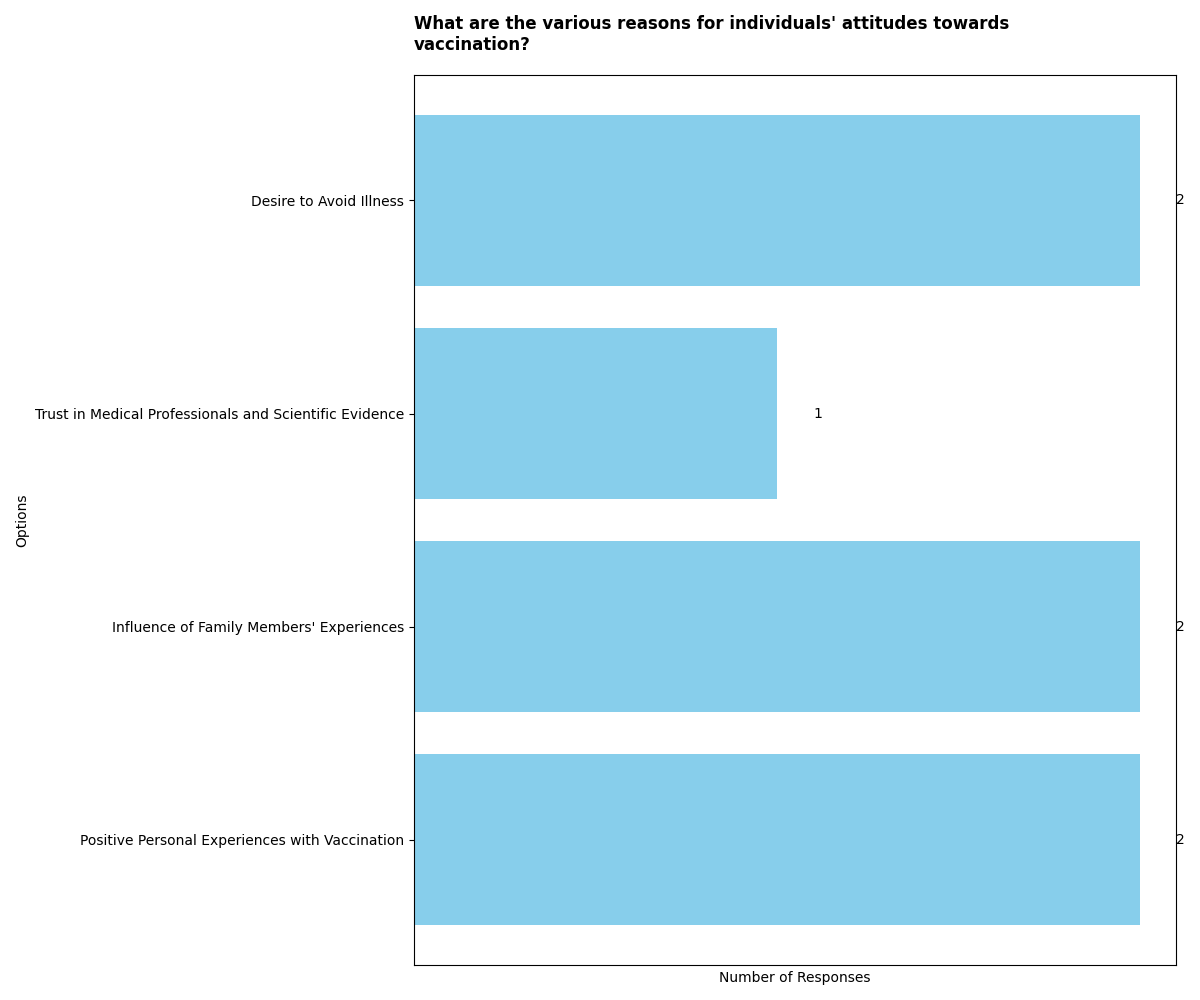 What are the various reasons for individuals' attitudes towards
vaccination?
Desire to Avoid Illness
2
Trust in Medical Professionals and Scientific Evidence
1
Options
Influence of Family Members' Experiences
2
Positive Personal Experiences with Vaccination
2
Number of Responses